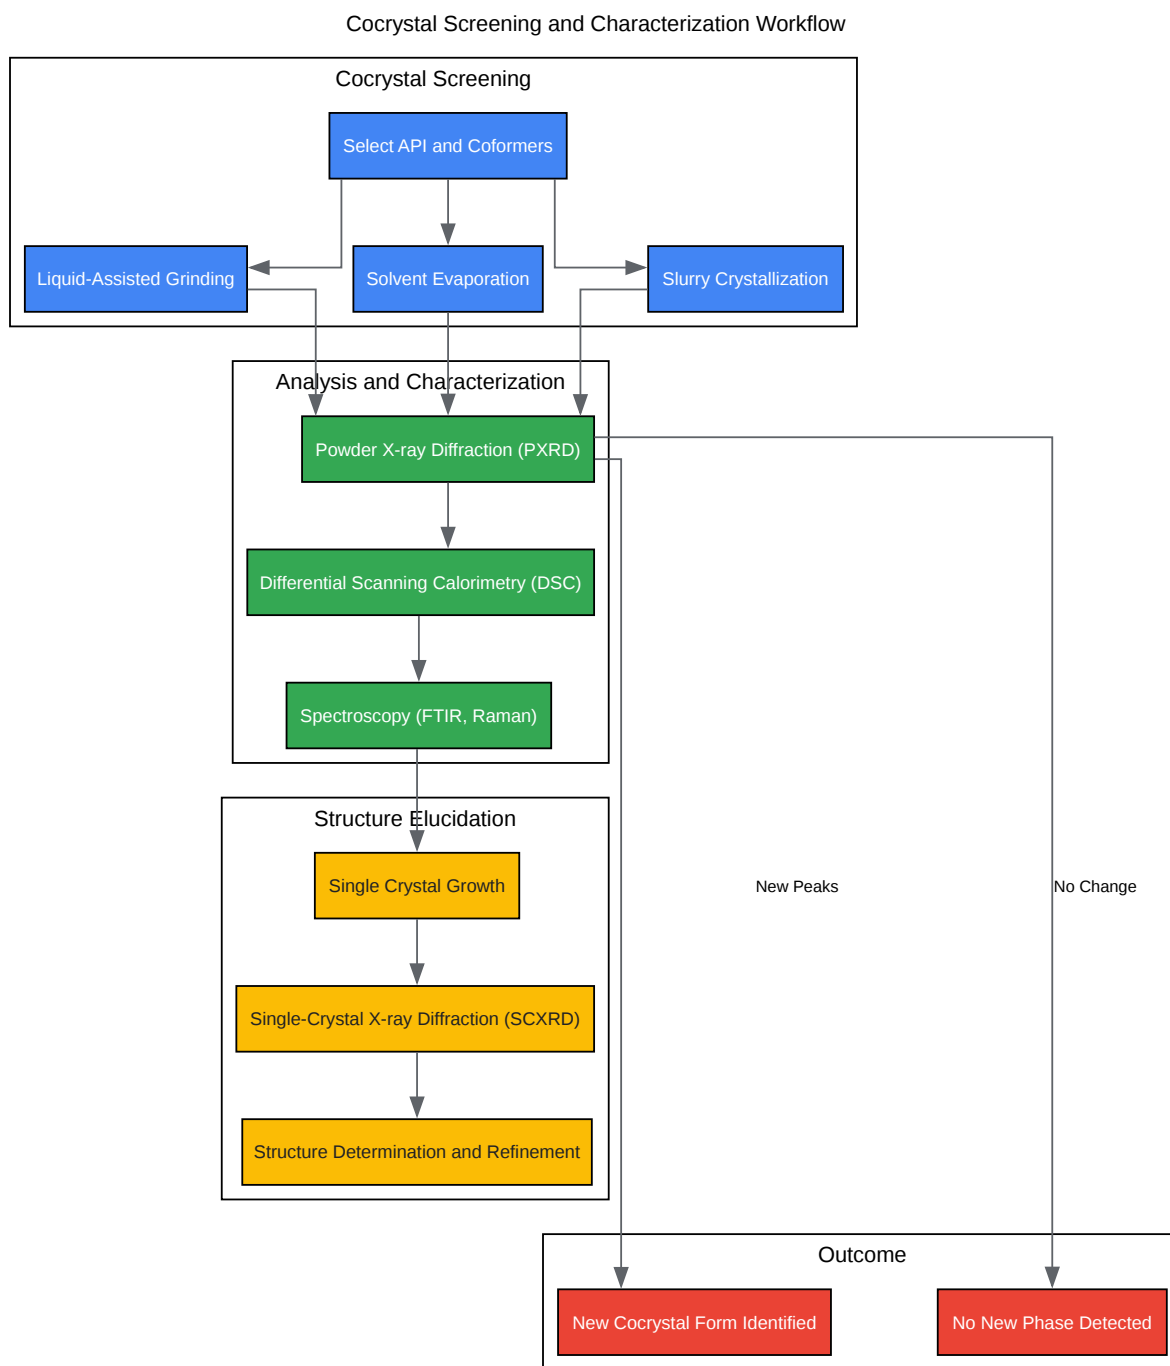 Cocrystal Screening and Characterization Workflow
Cocrystal Screening
Select API and Coformers
Liquid-Assisted Grinding
Solvent Evaporation
Slurry Crystallization
Analysis and Characterization
Powder X-ray Diffraction (PXRD)
Differential Scanning Calorimetry (DSC)
Spectroscopy (FTIR, Raman)
Structure Elucidation
Single Crystal Growth
New Peaks
No Change
Single-Crystal X-ray Diffraction (SCXRD)
Structure Determination and Refinement
Outcome
New Cocrystal Form Identified
No New Phase Detected